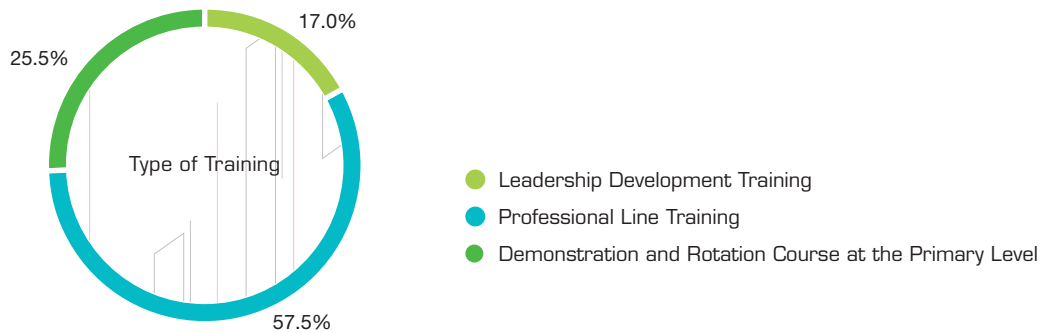 17.0%
25.5%
Type of Training
57.5%
Leadership Development Training
Professional Line Training
Demonstration and Rotation Course at the Primary Level